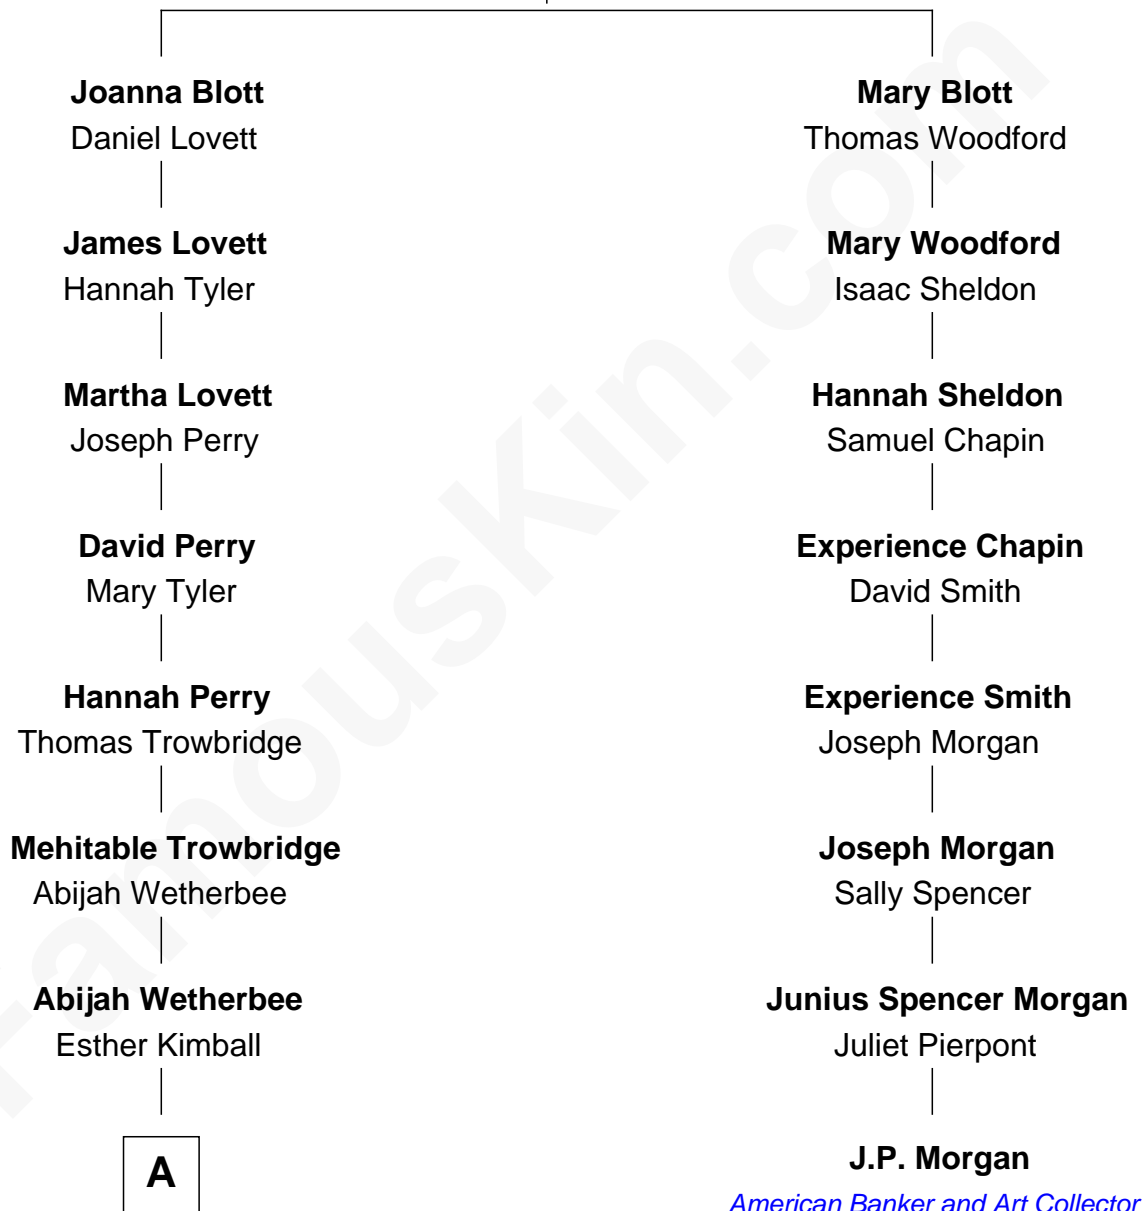 Joanna Blott
Daniel Lovett
Mary Blott
Thomas Woodford
James Lovett
Hannah Tyler
Mary Woodford
Isaac Sheldon
Martha Lovett
Joseph Perry
Hannah Sheldon
Samuel Chapin
David Perry
Mary Tyler
Experience Chapin
David Smith
Hannah Perry
Thomas Trowbridge
Experience Smith
Joseph Morgan
Mehitable Trowbridge
Abijah Wetherbee
Joseph Morgan
Sally Spencer
Abijah Wetherbee
Esther Kimball
Junius Spencer Morgan
Juliet Pierpont
A
J.P. Morgan
American Banker and Art Collector
FamousKin.com